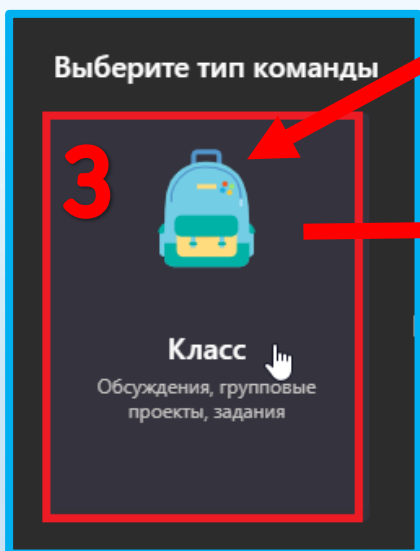 Выберите тип команды
3
Класс
Обсуждения, групповые
проекты, задания